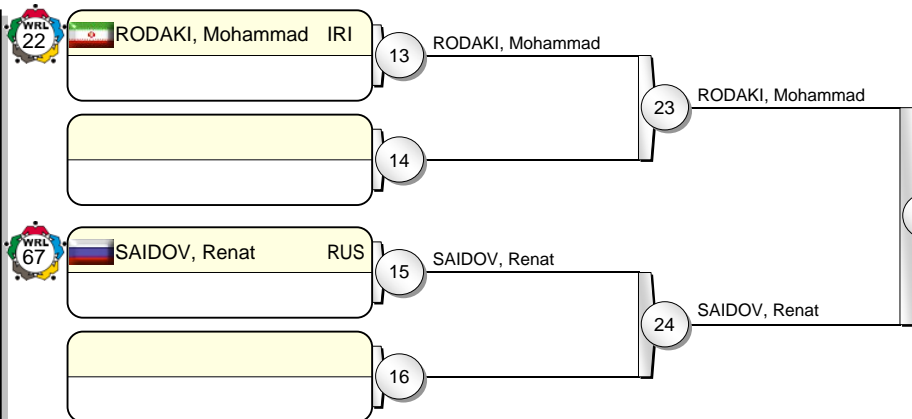 WRL
22
RODAKI, Mohammad IRI
13
RODAKI, Mohammad
23
RODAKI, Mohammad
14
WRL
67
SAIDOV, Renat RUS
15
SAIDOV, Renat
24
SAIDOV, Renat
16